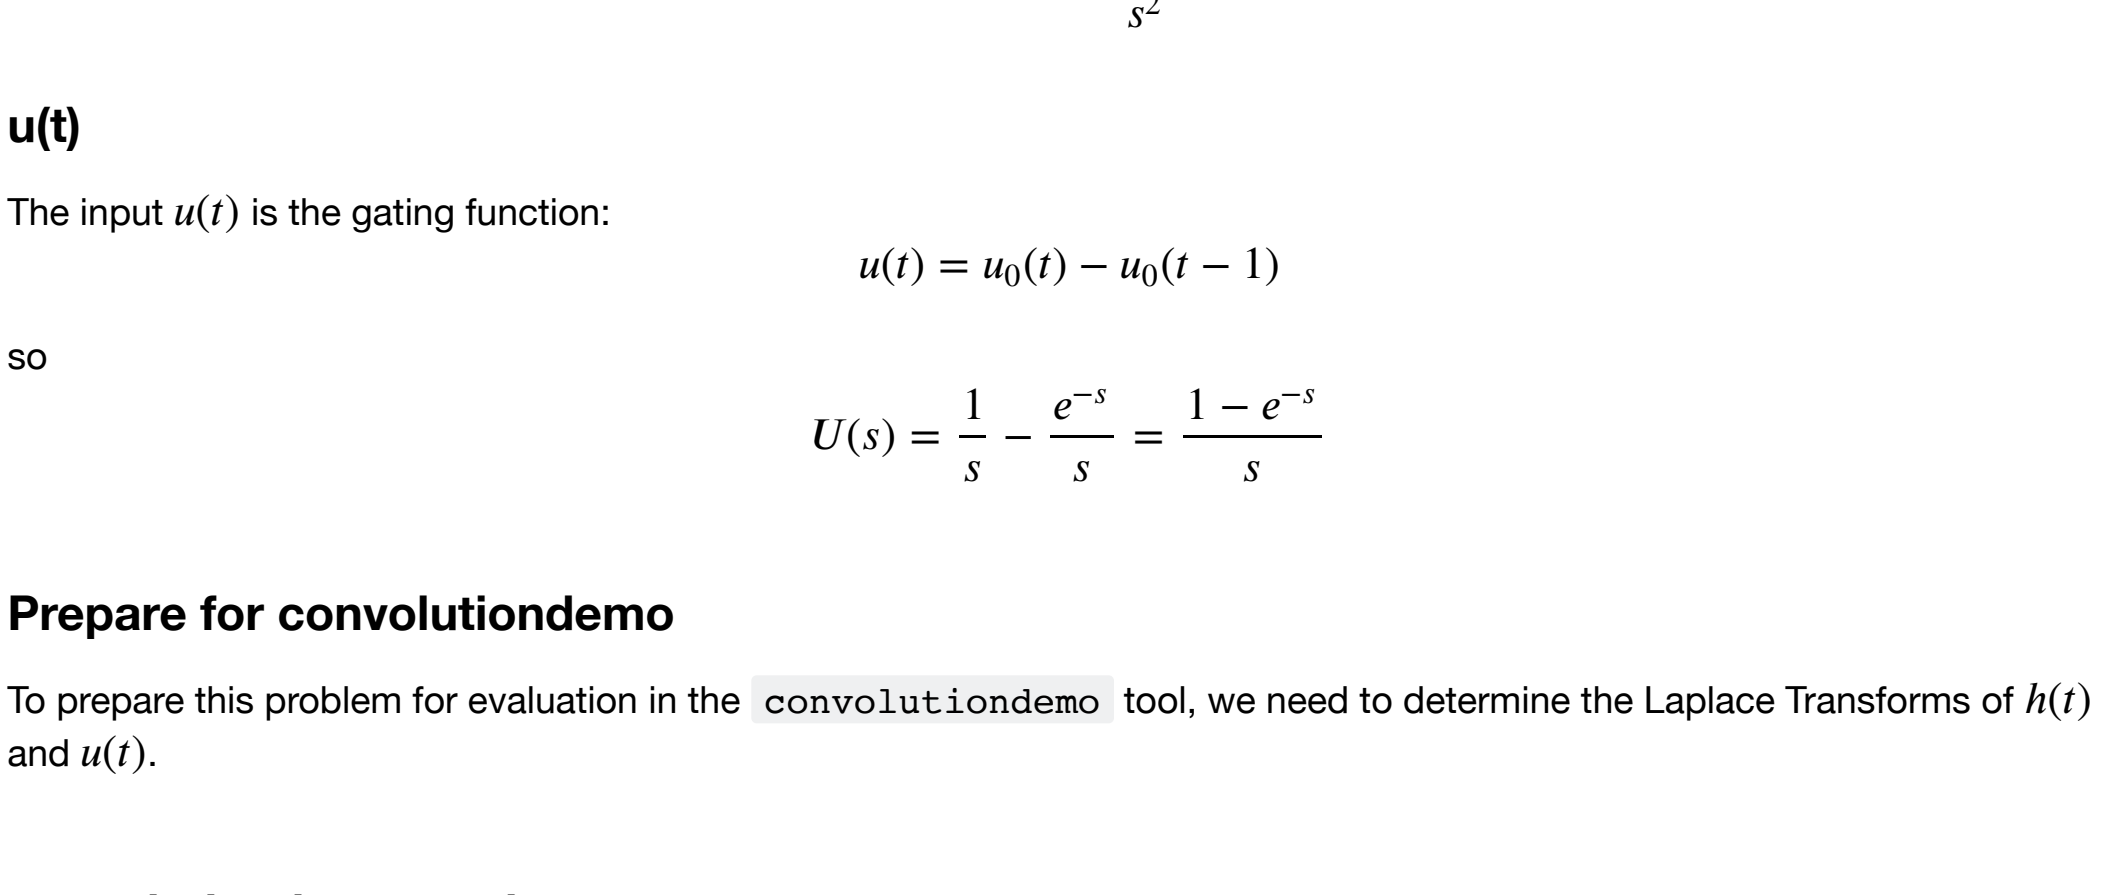 s²
u(t)
The input u(t) is the gating function:
u(t) = u₀(t) − u₀(t − 1)
so
U(s) = 1/s − e⁻ˢ/s = (1 − e⁻ˢ)/s
Prepare for convolutiondemo
To prepare this problem for evaluation in the convolutiondemo tool, we need to determine the Laplace Transforms of h(t)
and u(t).